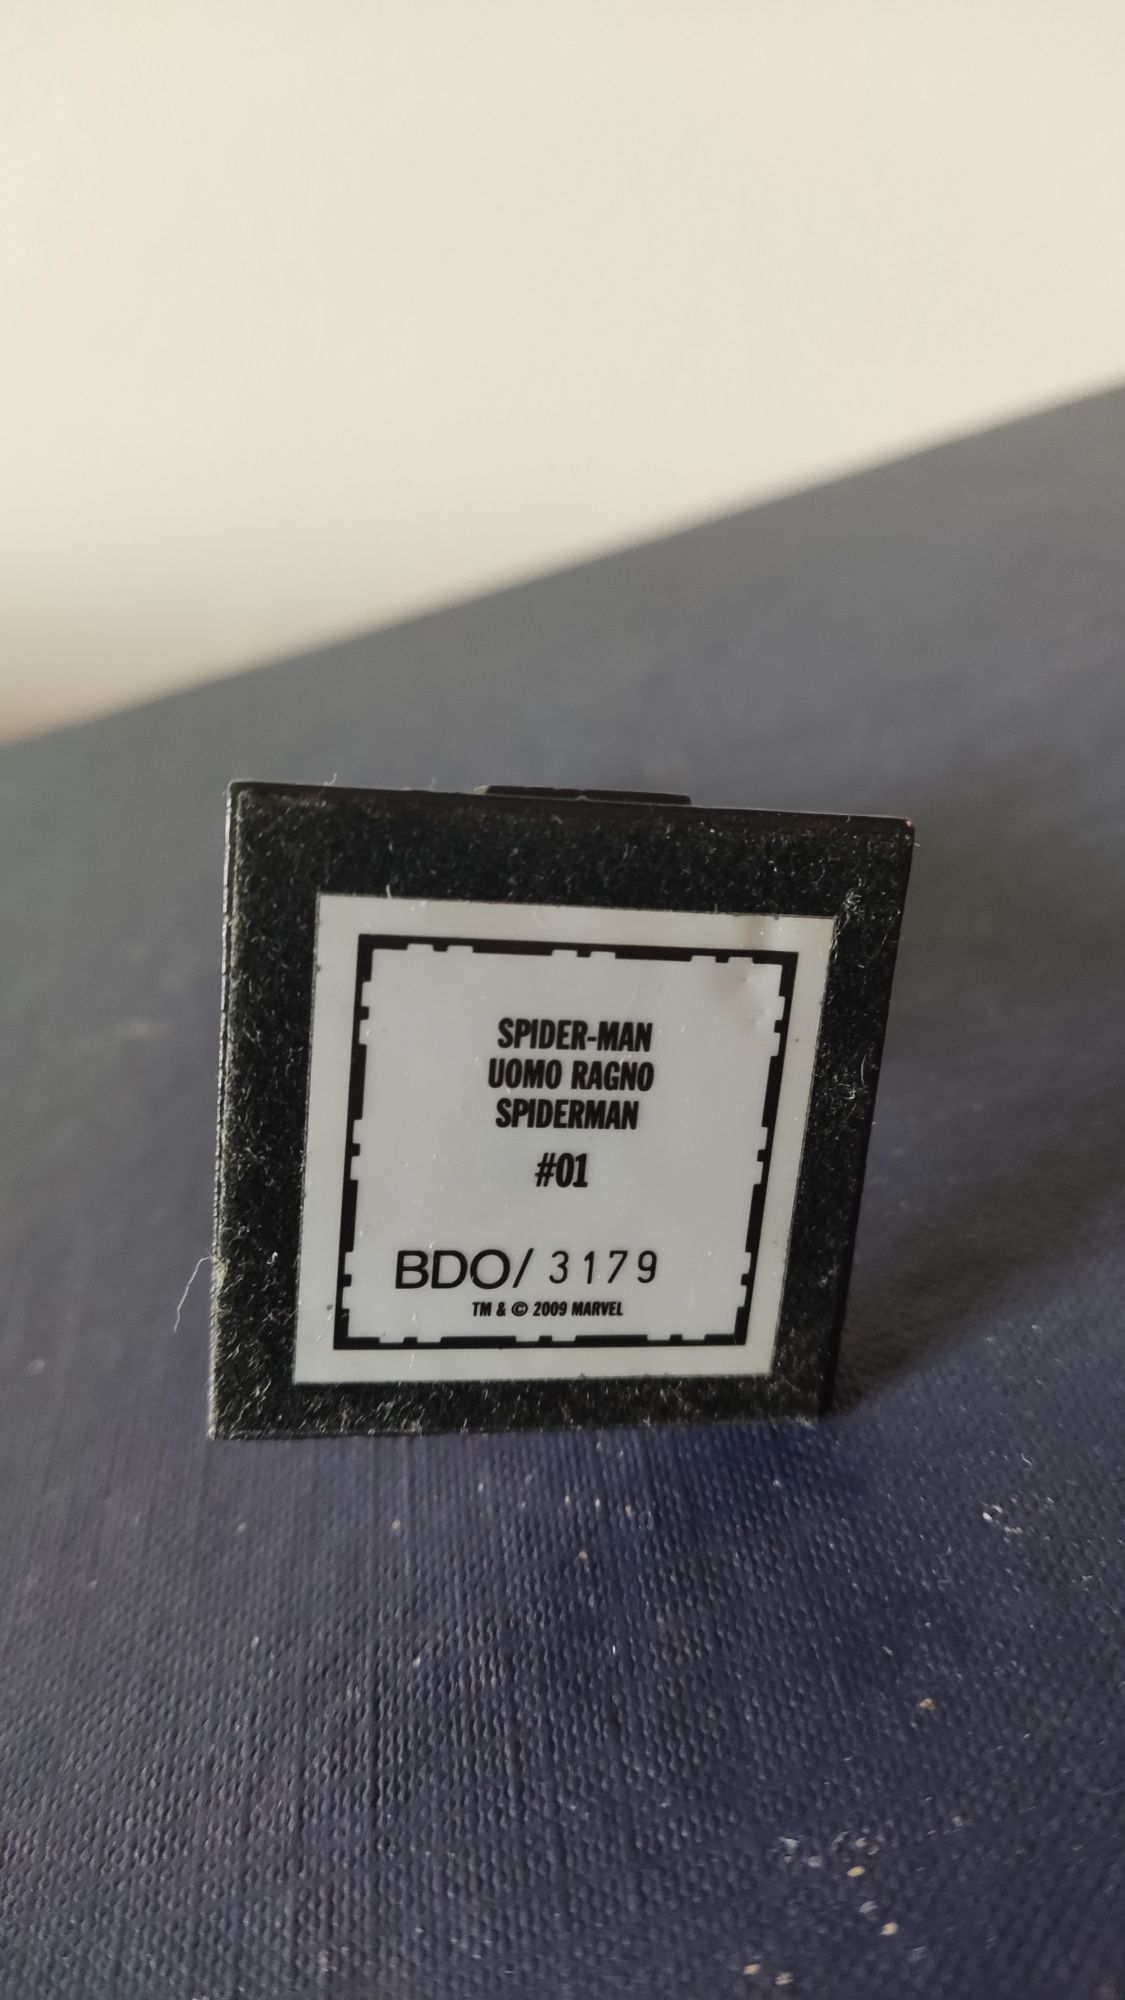 SPIDER-MAN
UOMO RAGNO
SPIDERMAN
#01
BDO/ 3179
TM & © 2009 MARVEL